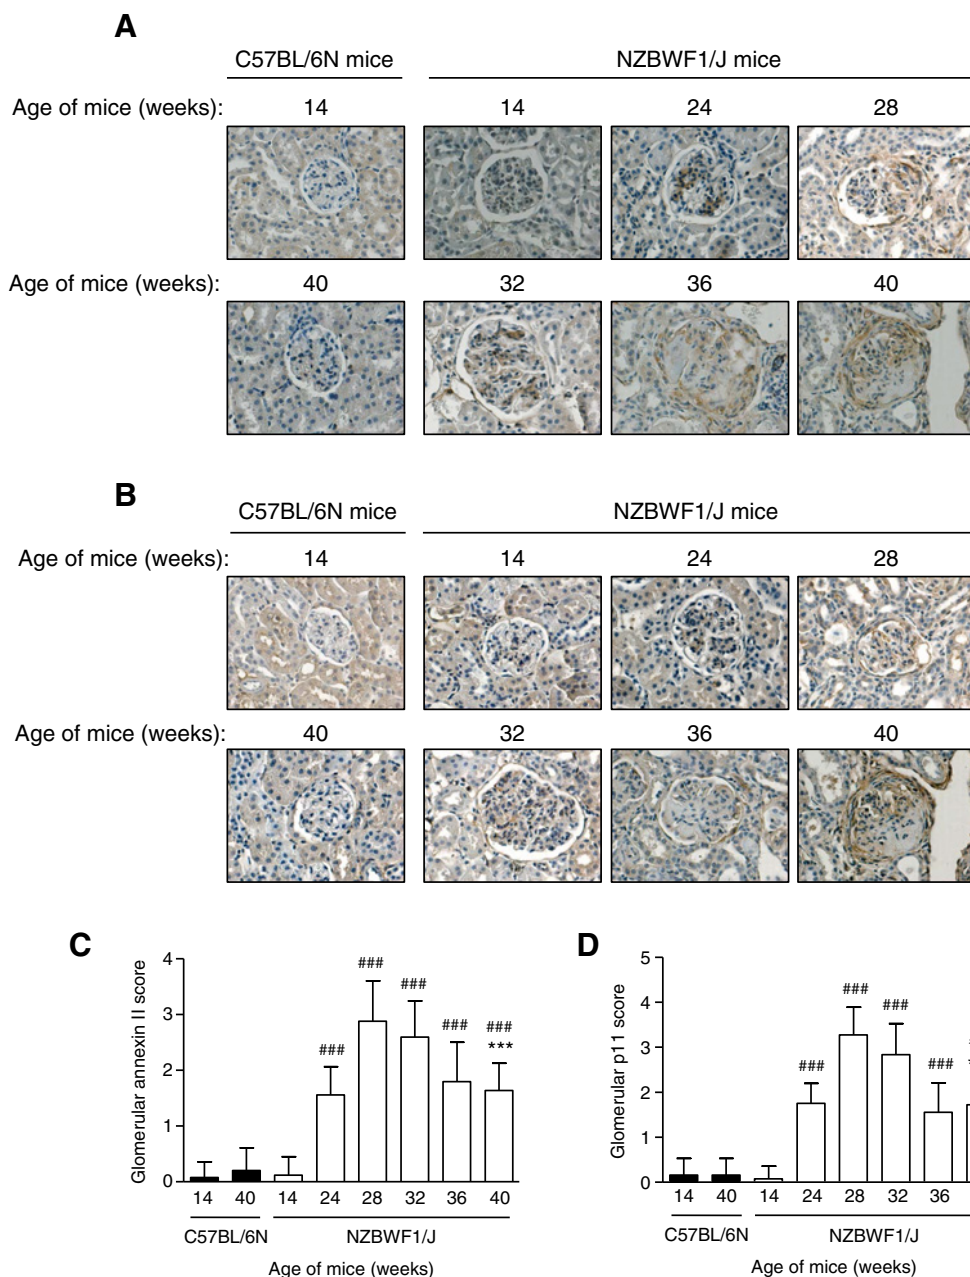 A
C57BL/6N mice NZBWF1/J mice
Age of mice (weeks): 14 14 24 28
Age of mice (weeks): 40 32 36 40
B
C57BL/6N mice NZBWF1/J mice
Age of mice (weeks): 14 14 24 28
Age of mice (weeks): 40 32 36 40
C
Glomerular annexin II score
4
3
2
1
0
### ### ### ### ###
***
14 40 14 24 28 32 36 40
C57BL/6N NZBWF1/J
Age of mice (weeks)
D
Glomerular p11 score
5
4
3
2
1
0
### ### ### ###
14 40 14 24 28 32 36
C57BL/6N NZBWF1/J
Age of mice (weeks)